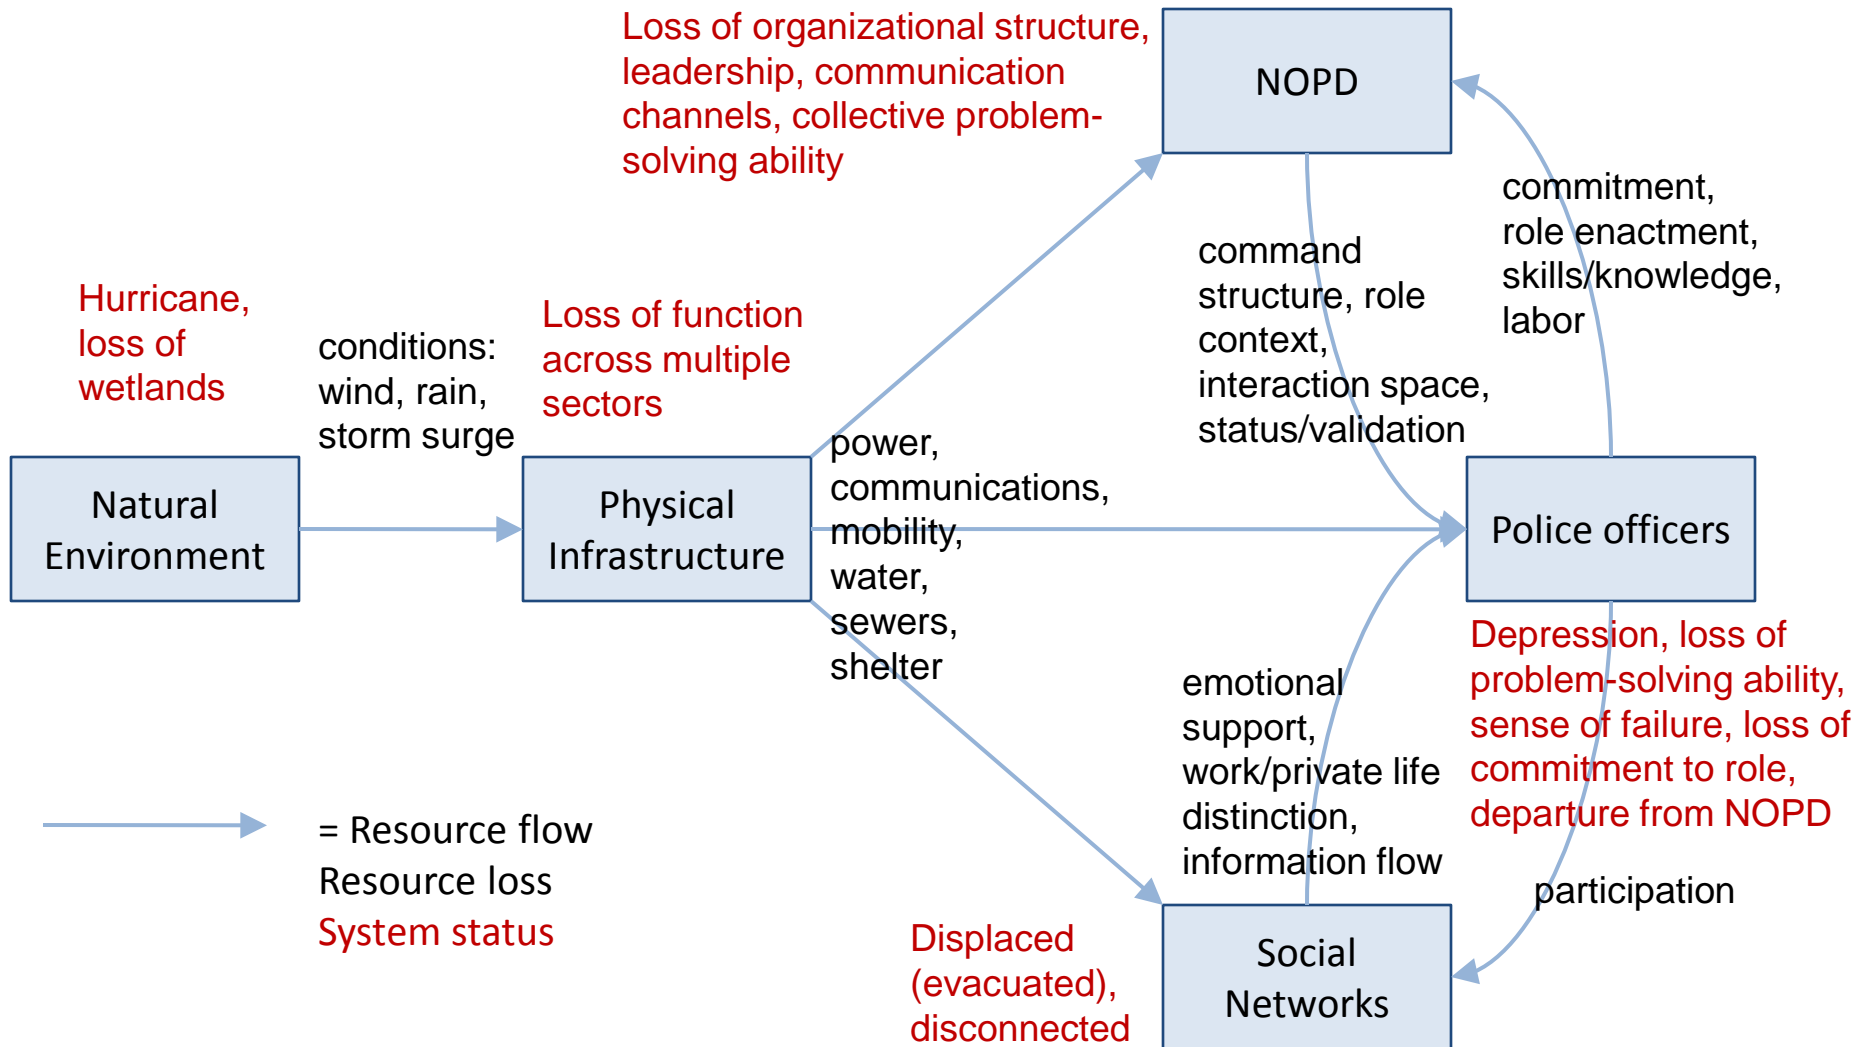 Loss of organizational structure,
leadership, communication
channels, collective problem-
solving ability
NOPD
commitment,
role enactment,
skills/knowledge,
labor
command
structure, role
context,
interaction space,
status/validation
Hurricane,
loss of
wetlands
conditions:
wind, rain,
storm surge
Loss of function
across multiple
sectors
Natural
Environment
Physical
Infrastructure
power,
communications,
mobility,
water,
sewers,
shelter
Police officers
Depression, loss of
problem-solving ability,
sense of failure, loss of
commitment to role,
departure from NOPD
emotional
support,
work/private life
distinction,
information flow
participation
= Resource flow
Resource loss
System status
Displaced
(evacuated),
disconnected
Social
Networks